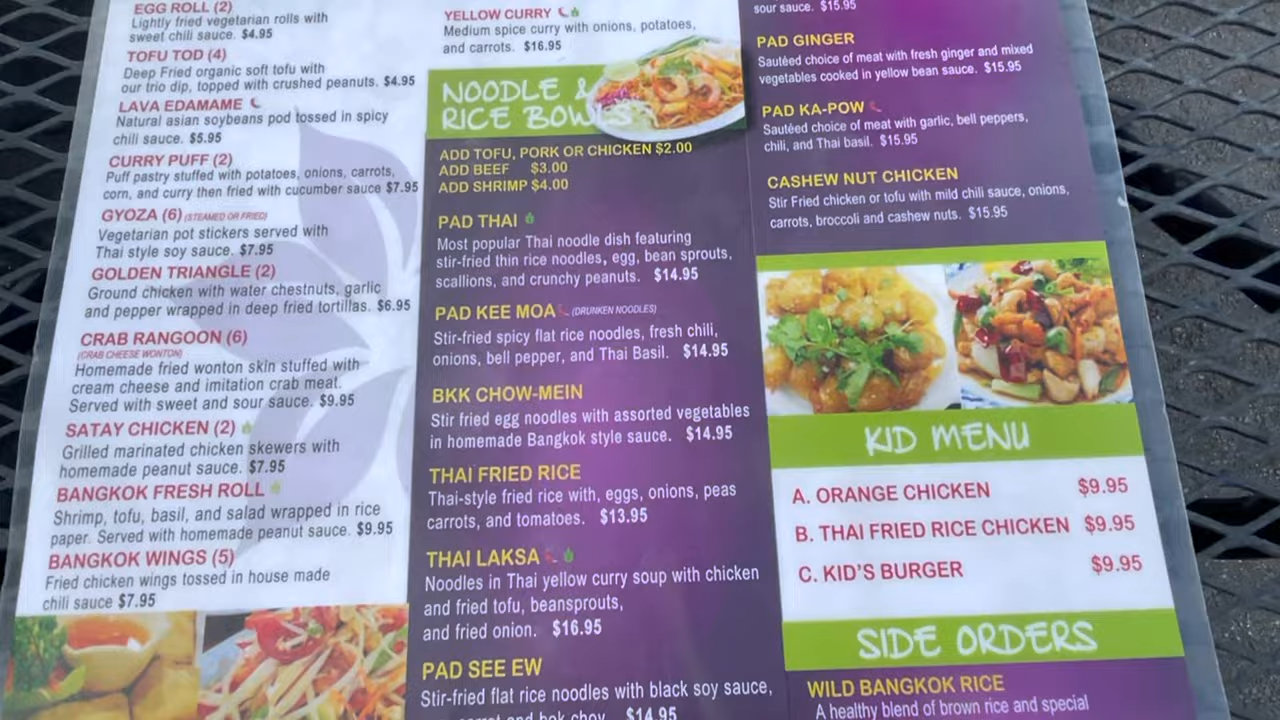 EGG ROLL (2)
Lightly fried vegetarian rolls with
sweet chili sauce. $4.95
TOFU TOD (4)
Deep Fried organic soft tofu with
our trio dip, topped with crushed peanuts. $4.95
LAVA EDAMAME
Natural asian soybeans pod tossed in spicy
chili sauce. $5.95
CURRY PUFF (2)
Puff pastry stuffed with potatoes, onions, carrots,
corn, and curry then fried with cucumber sauce $7.95
GYOZA (6) (STEAMED OR FRIED)
Vegetarian pot stickers served with
Thai style soy sauce. $7.95
GOLDEN TRIANGLE (2)
Ground chicken with water chestnuts, garlic
and pepper wrapped in deep fried tortillas. $6.95
CRAB RANGOON (6)
(CRAB CHEESE WONTON)
Homemade fried wonton skin stuffed with
cream cheese and imitation crab meat.
Served with sweet and sour sauce. $9.95
SATAY CHICKEN (2)
Grilled marinated chicken skewers with
homemade peanut sauce. $7.95
BANGKOK FRESH ROLL
Shrimp, tofu, basil, and salad wrapped in rice
paper. Served with homemade peanut sauce. $9.95
BANGKOK WINGS (5)
Fried chicken wings tossed in house made
chili sauce $7.95
YELLOW CURRY
Medium spice curry with onions, potatoes,
and carrots. $16.95
NOODLE &
RICE BOWLS
ADD TOFU, PORK OR CHICKEN $2.00
ADD BEEF $3.00
ADD SHRIMP $4.00
PAD THAI
Most popular Thai noodle dish featuring
stir-fried thin rice noodles, egg, bean sprouts,
scallions, and crunchy peanuts. $14.95
PAD KEE MOA (DRUNKEN NOODLES)
Stir-fried spicy flat rice noodles, fresh chili,
onions, bell pepper, and Thai Basil. $14.95
BKK CHOW-MEIN
Stir fried egg noodles with assorted vegetables
in homemade Bangkok style sauce. $14.95
THAI FRIED RICE
Thai-style fried rice with, eggs, onions, peas
carrots, and tomatoes. $13.95
THAI LAKSA
Noodles in Thai yellow curry soup with chicken
and fried tofu, beansprouts,
and fried onion. $16.95
PAD SEE EW
Stir-fried flat rice noodles with black soy sauce,
carrot and bok choy. $14.95
sour sauce. $15.95
PAD GINGER
Sautéed choice of meat with fresh ginger and mixed
vegetables cooked in yellow bean sauce. $15.95
PAD KA-POW
Sautéed choice of meat with garlic, bell peppers,
chili, and Thai basil. $15.95
CASHEW NUT CHICKEN
Stir Fried chicken or tofu with mild chili sauce, onions,
carrots, broccoli and cashew nuts. $15.95
KID MENU
A. ORANGE CHICKEN $9.95
B. THAI FRIED RICE CHICKEN $9.95
C. KID'S BURGER $9.95
SIDE ORDERS
WILD BANGKOK RICE
A healthy blend of brown rice and special